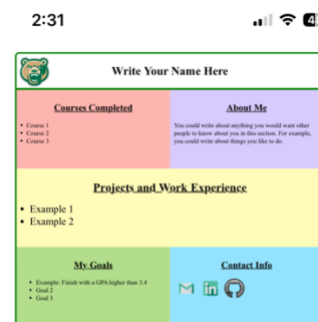 2:31
4
Write Your Name Here
Courses Completed
• Course 1
• Course 2
• Course 3
About Me
You could write about anything you would want other
people to know about you in this section. For example,
you could write about things you like to do.
Projects and Work Experience
• Example 1
• Example 2
My Goals
• Example: Finish with a GPA higher than 3.4
• Goal 2
• Goal 3
Contact Info
in